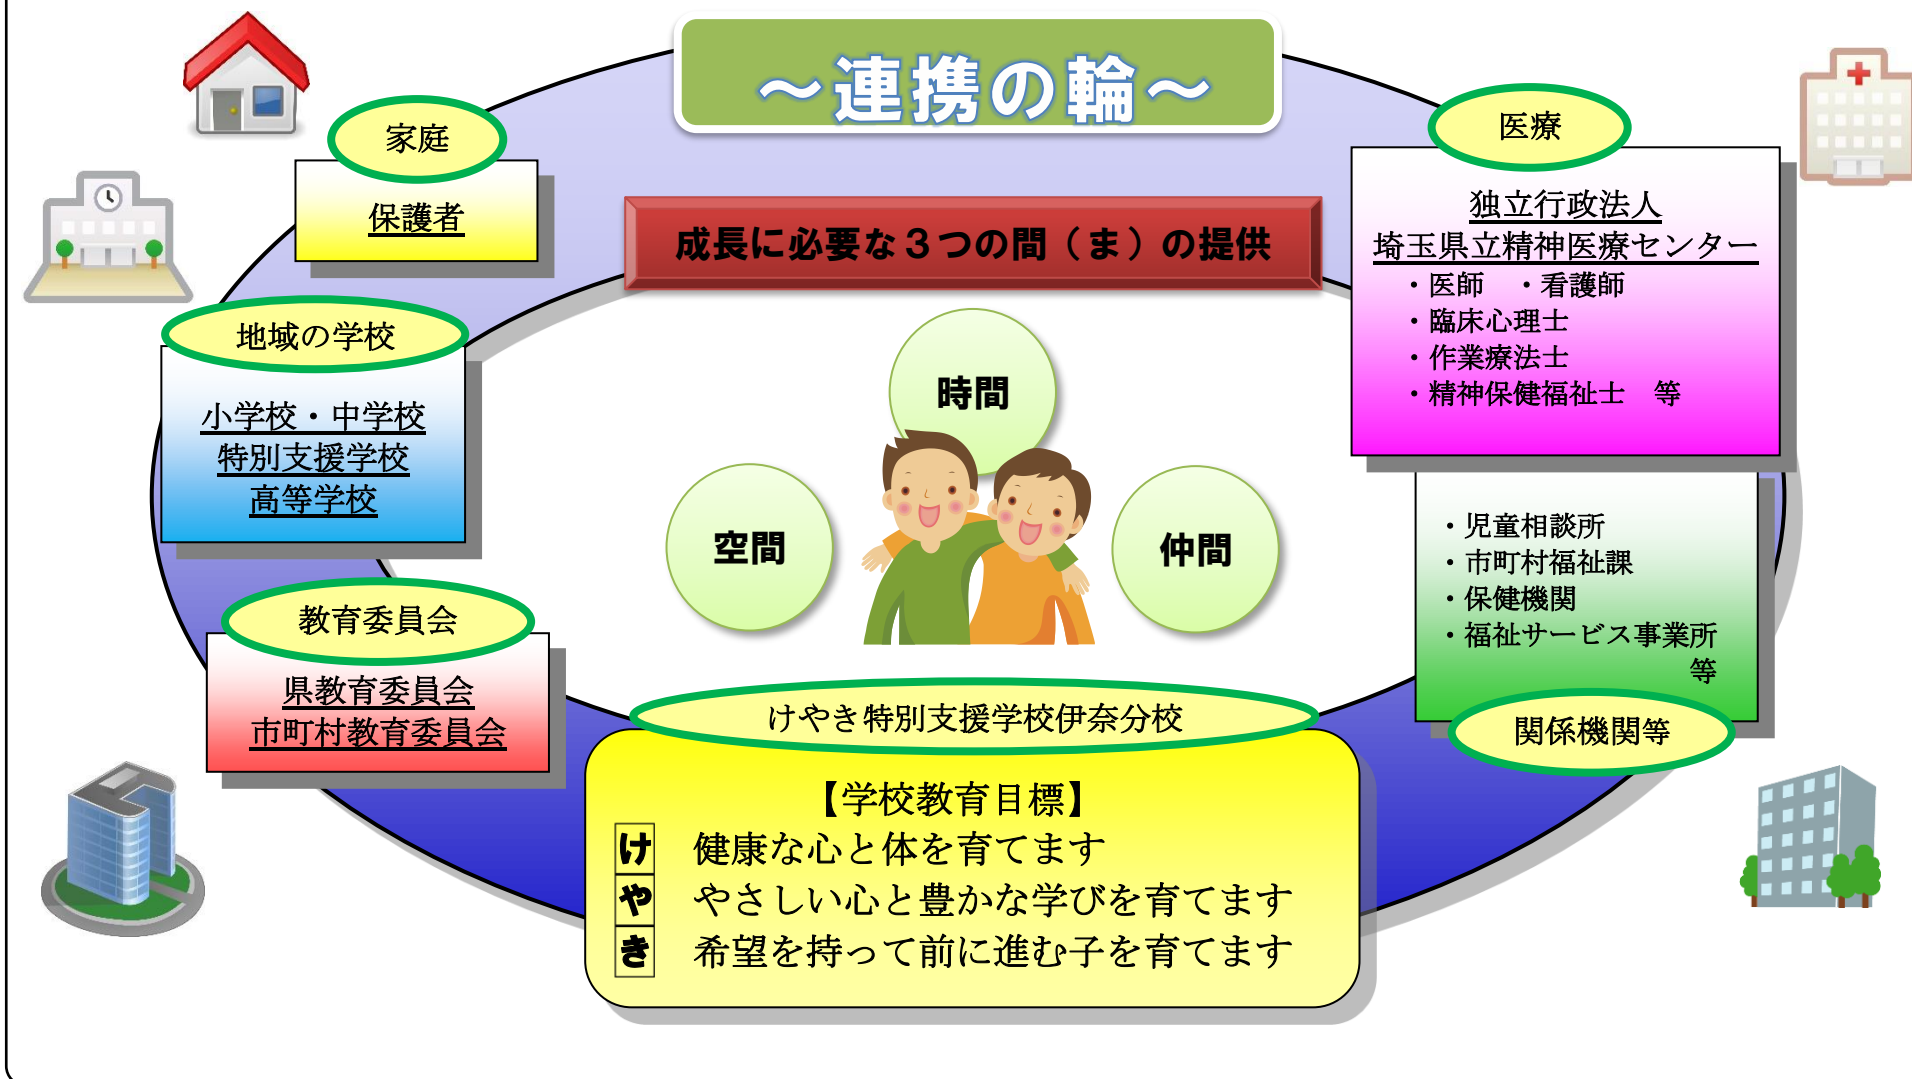 ～連携の輪～
成長に必要な３つの間（ま）の提供
家庭
保護者
地域の学校
小学校・中学校
特別支援学校
高等学校
教育委員会
県教育委員会
市町村教育委員会
医療
独立行政法人
埼玉県立精神医療センター
・医師　・看護師
・臨床心理士
・作業療法士
・精神保健福祉士　等
・児童相談所
・市町村福祉課
・保健機関
・福祉サービス事業所
等
関係機関等
時間
空間
仲間
けやき特別支援学校伊奈分校
【学校教育目標】
け　健康な心と体を育てます
や　やさしい心と豊かな学びを育てます
き　希望を持って前に進む子を育てます